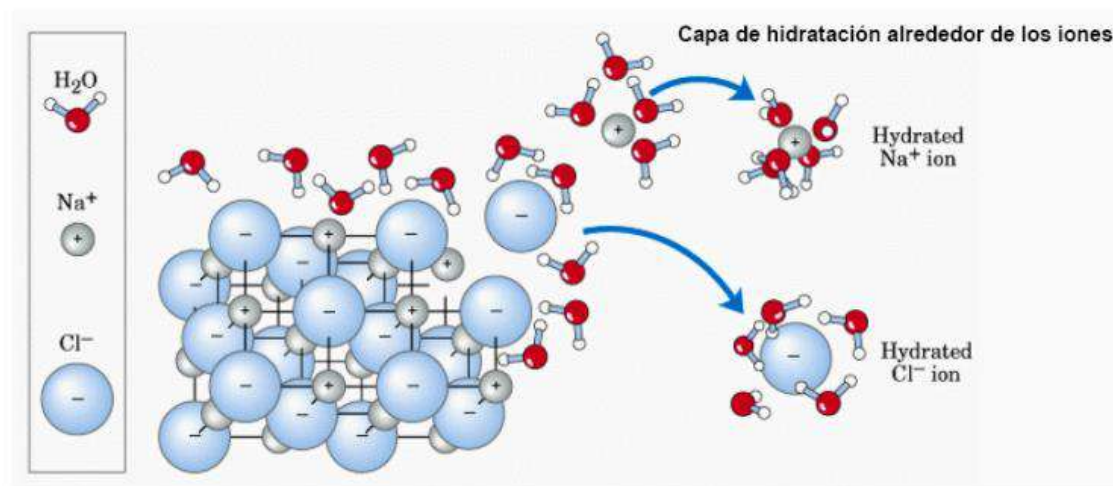 Capa de hidratación alrededor de los iones
H₂O
Na⁺
+
Cl⁻
−
Hydrated
Na⁺ ion
Hydrated
Cl⁻ ion